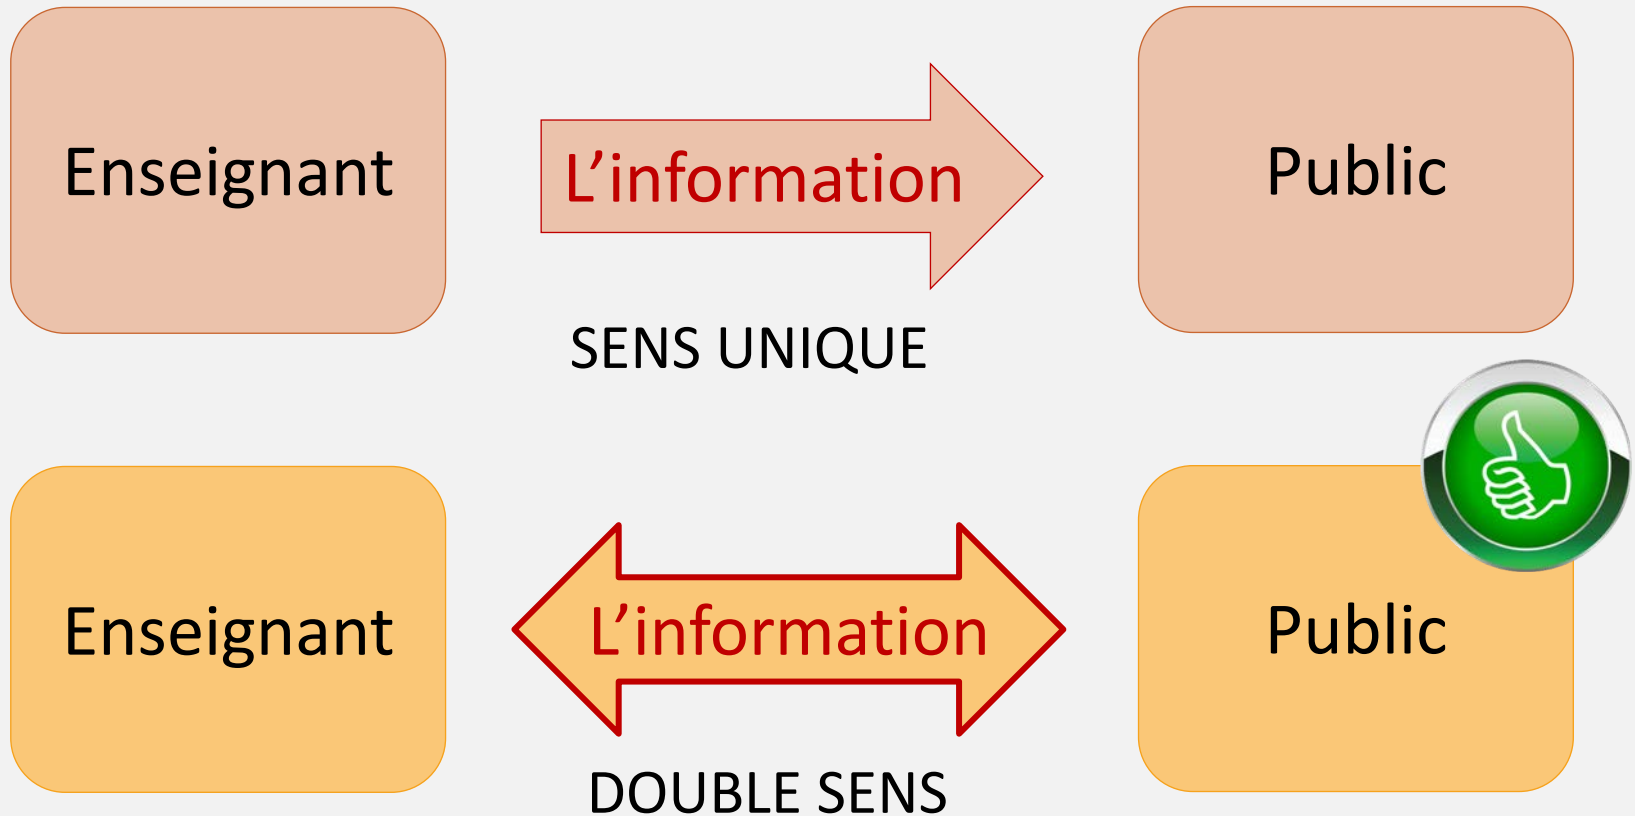 Enseignant
L’information
Public
SENS UNIQUE
Enseignant
L’information
Public
DOUBLE SENS